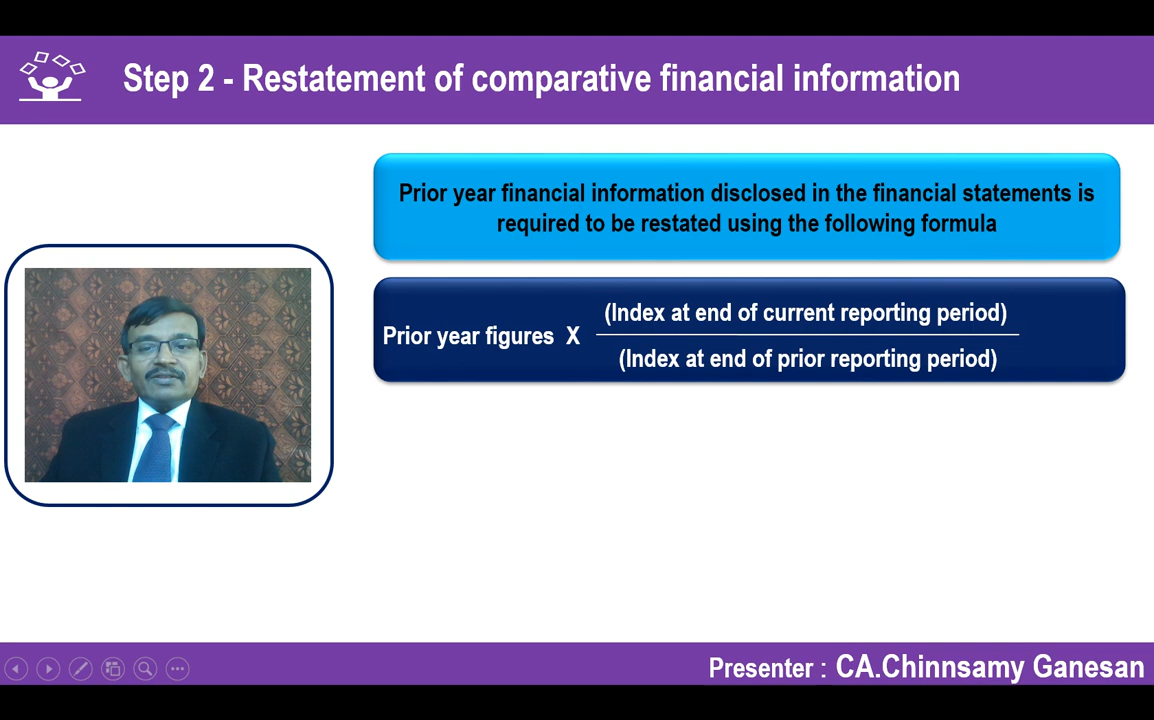 Step 2 - Restatement of comparative financial information
Prior year financial information disclosed in the financial statements is
required to be restated using the following formula
Prior year figures X
(Index at end of current reporting period)
(Index at end of prior reporting period)
Presenter : CA.Chinnsamy Ganesan